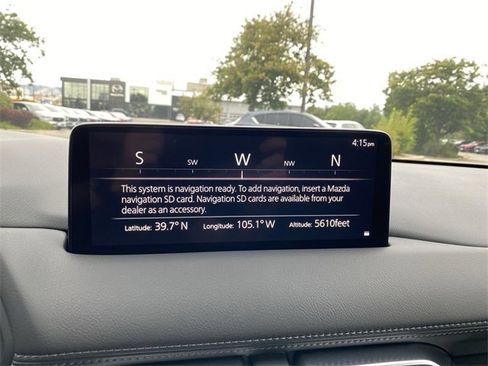 4:15pm
S SW W NW N
This system is navigation ready. To add navigation, insert a Mazda
navigation SD card. Navigation SD cards are available from your
dealer as an accessory.
Latitude: 39.7° N Longitude: 105.1° W Altitude: 5610feet